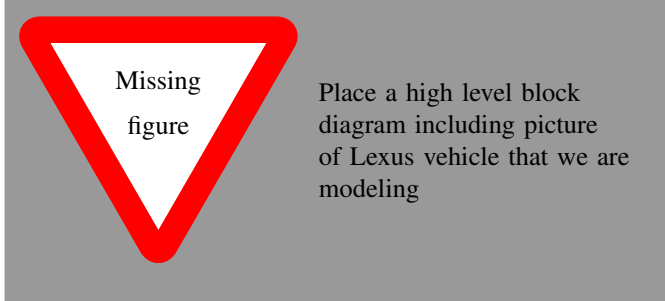 Missing
figure
Place a high level block
diagram including picture
of Lexus vehicle that we are
modeling